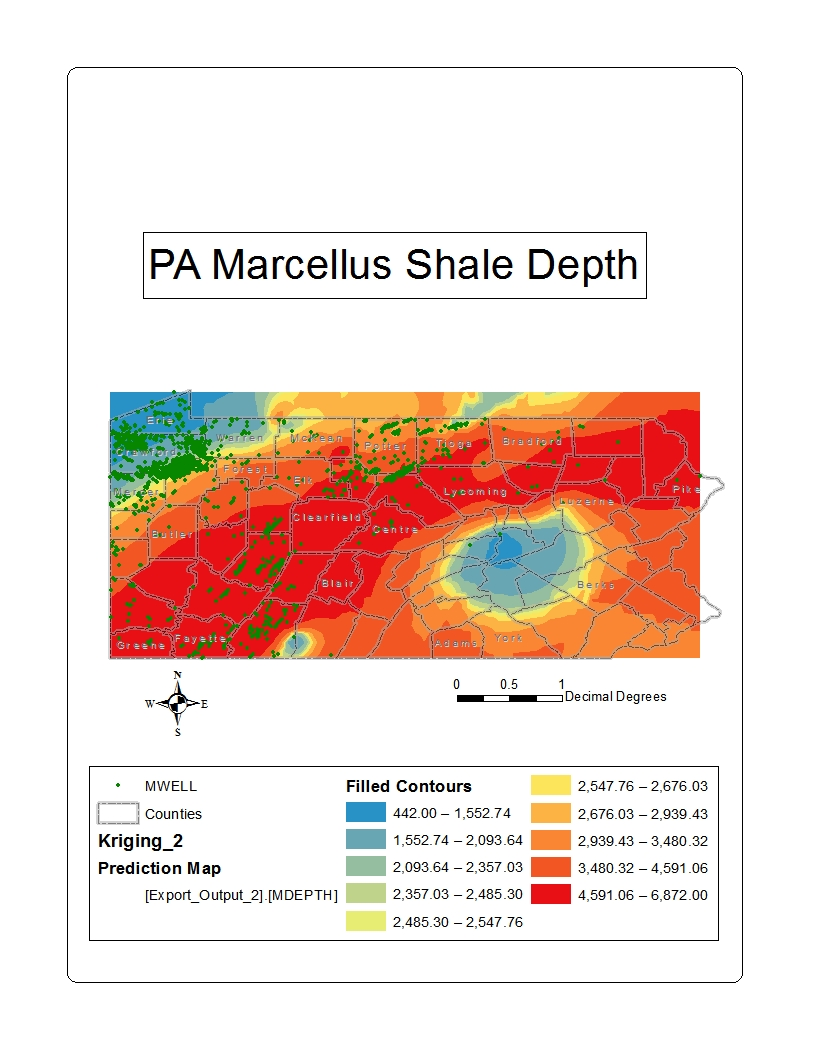 PA Marcellus Shale Depth
Erie
Warren
McKean
Potter
Tioga
Bradford
Crawford
Forest
Elk
Mercer
Lycoming
Luzerne
Pike
Clearfield
Centre
Butler
Blair
Berks
Greene
Fayette
Adams
York
N
W E
S
0 0.5 1
Decimal Degrees
MWELL
Counties
Kriging_2
Prediction Map
[Export_Output_2].[MDEPTH]
Filled Contours
442.00 – 1,552.74
1,552.74 – 2,093.64
2,093.64 – 2,357.03
2,357.03 – 2,485.30
2,485.30 – 2,547.76
2,547.76 – 2,676.03
2,676.03 – 2,939.43
2,939.43 – 3,480.32
3,480.32 – 4,591.06
4,591.06 – 6,872.00